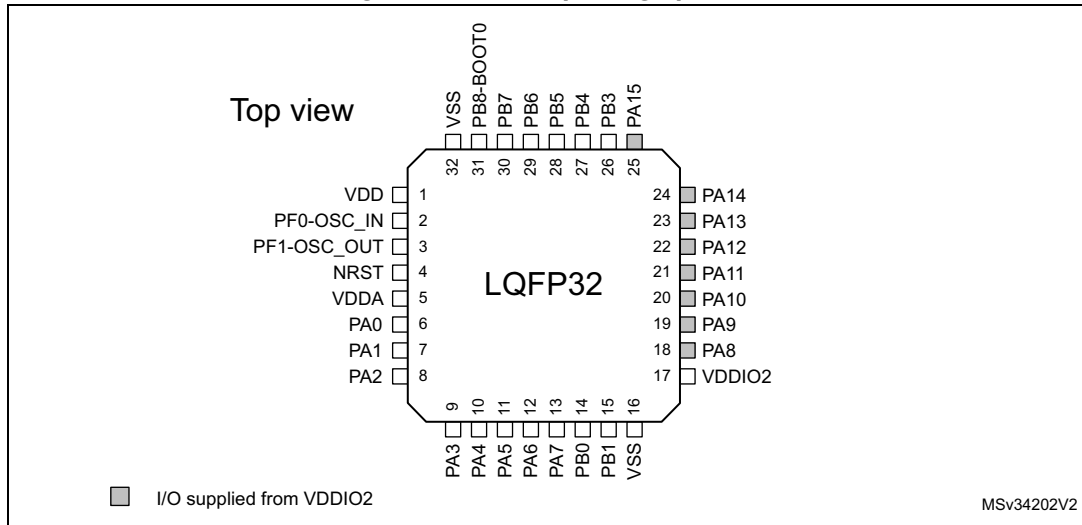 Top view
VSS
PB8-BOOT0
PB7
PB6
PB5
PB4
PB3
PA15
32
31
30
29
28
27
26
25
VDD 1
PF0-OSC_IN 2
PF1-OSC_OUT 3
NRST 4
VDDA 5
PA0 6
PA1 7
PA2 8
LQFP32
24 PA14
23 PA13
22 PA12
21 PA11
20 PA10
19 PA9
18 PA8
17 VDDIO2
9
10
11
12
13
14
15
16
PA3
PA4
PA5
PA6
PA7
PB0
PB1
VSS
I/O supplied from VDDIO2
MSv34202V2